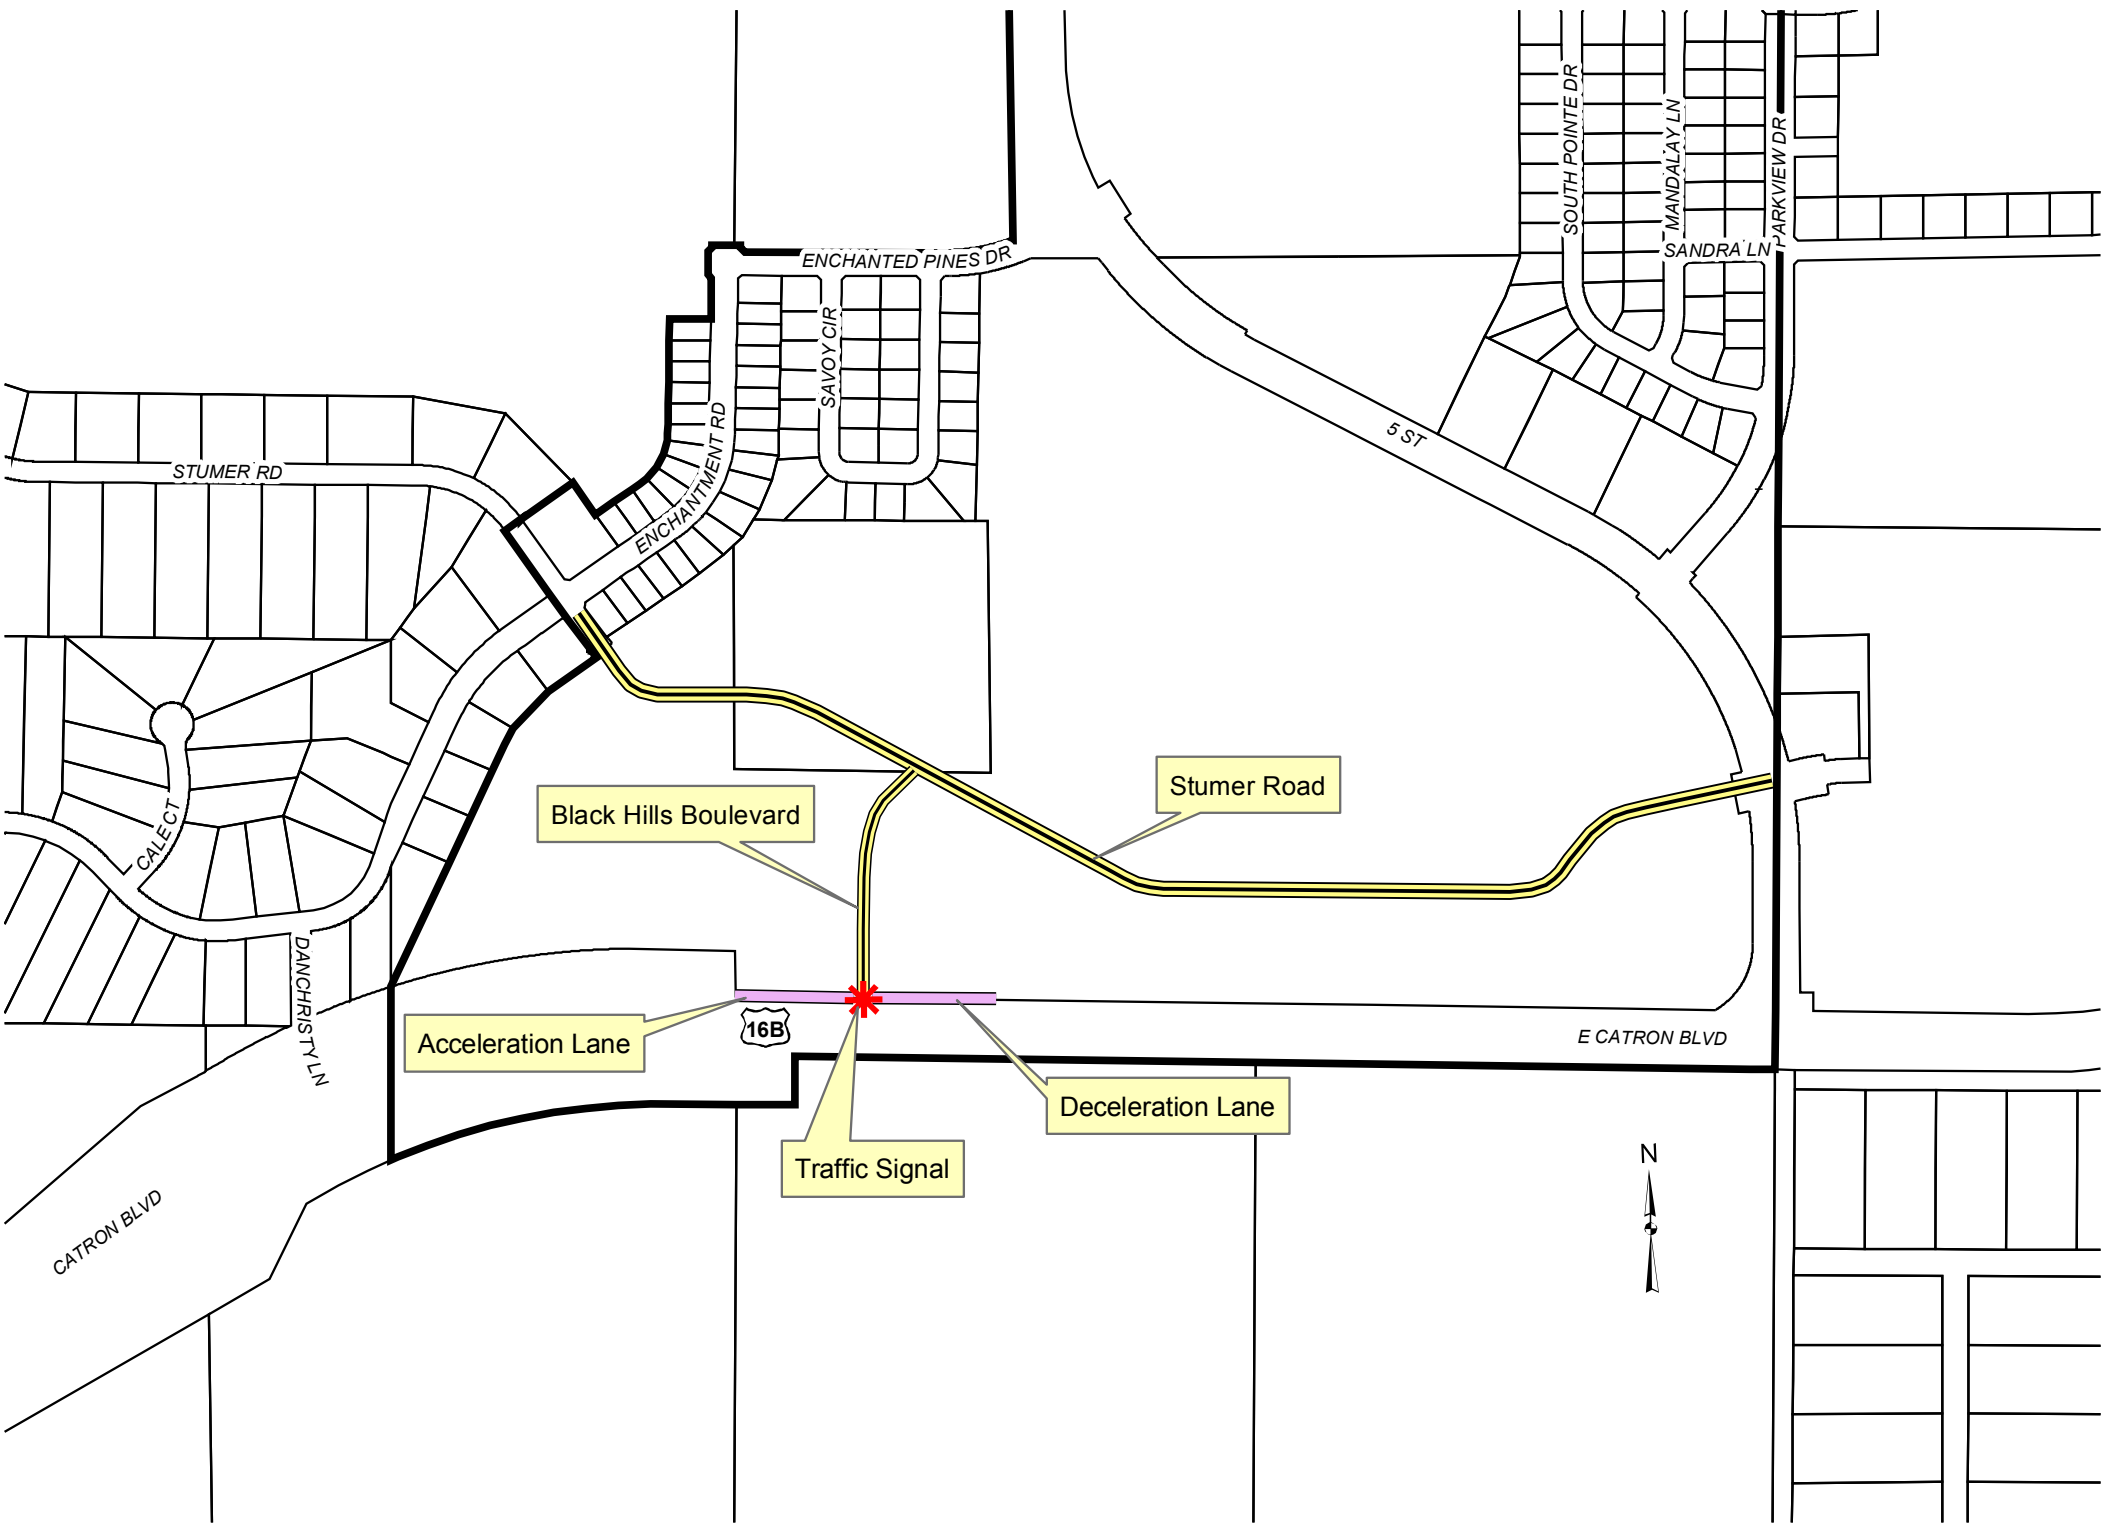 SOUTH POINTE DR
MANDALAY LN
PARKVIEW DR
SANDRA LN
ENCHANTED PINES DR
SAVOY CIR
ENCHANTMENT RD
STUMER RD
5 ST
Stumer Road
Black Hills Boulevard
CALECT
DANCHRISTY LN
Acceleration Lane
16B
E CATRON BLVD
Deceleration Lane
Traffic Signal
N
CATRON BLVD